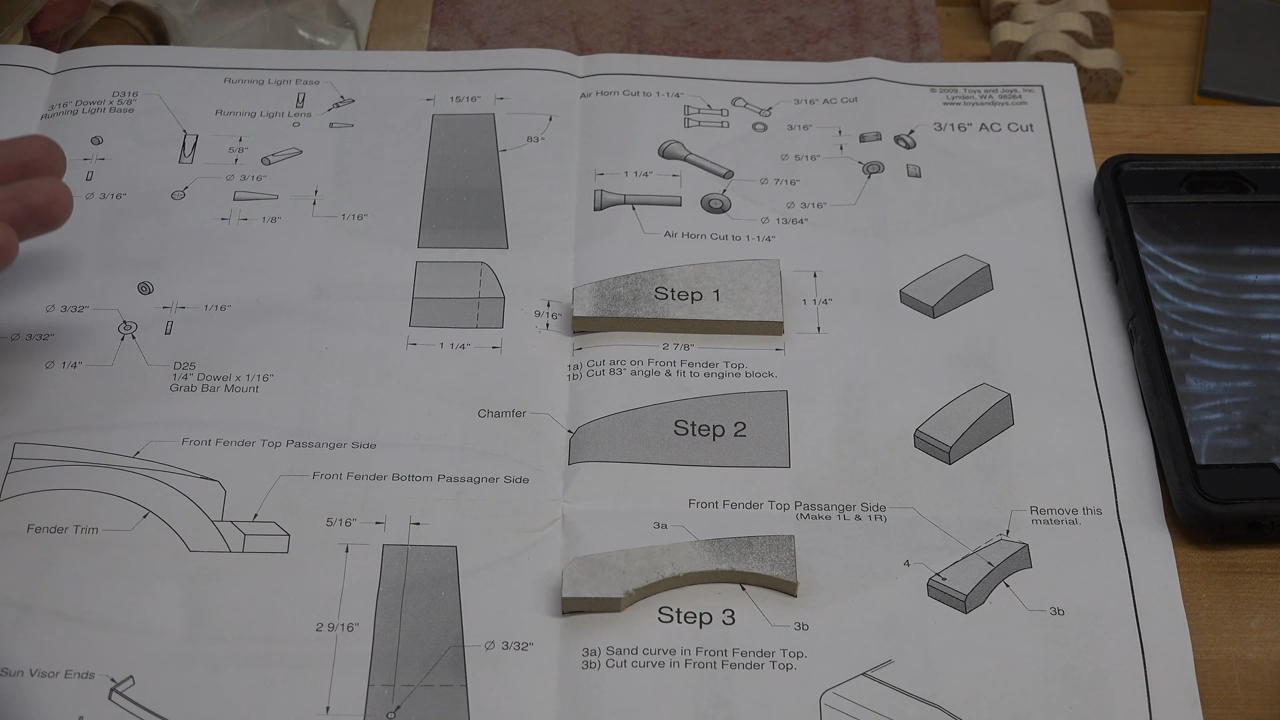 Running Light Base
D316
3/16" Dowel x 5/8"
Running Light Base
Running Light Lens
5/8"
Ø 3/16"
Ø 3/16"
1/8"
1/16"
15/16"
83°
Air Horn Cut to 1-1/4"
3/16" AC Cut
© 2009, Toys and Joys, Inc.
Lynden, WA 98264
www.toysandjoys.com
3/16"
3/16" AC Cut
Ø 5/16"
1 1/4"
Ø 7/16"
Ø 3/16"
Ø 13/64"
Air Horn Cut to 1-1/4"
Ø 3/32"
1/16"
Ø 3/32"
Ø 1/4"
D25
1/4" Dowel x 1/16"
Grab Bar Mount
1 1/4"
Step 1
9/16"
1 1/4"
2 7/8"
1a) Cut arc on Front Fender Top.
1b) Cut 83° angle & fit to engine block.
Chamfer
Step 2
Front Fender Top Passanger Side
Front Fender Bottom Passagner Side
Fender Trim
5/16"
2 9/16"
Ø 3/32"
Sun Visor Ends
3a
Front Fender Top Passanger Side
(Make 1L & 1R)
Remove this
material.
4
3b
Step 3
3b
3a) Sand curve in Front Fender Top.
3b) Cut curve in Front Fender Top.